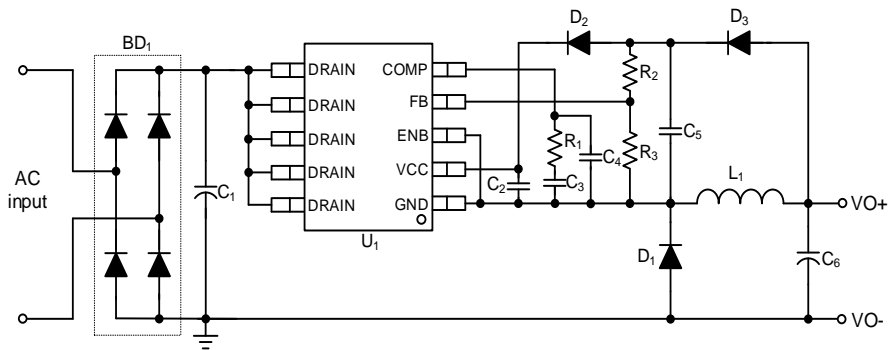 D2
D3
BD1
DRAIN
COMP
R2
DRAIN
FB
DRAIN
ENB
R1
C4
R3
C5
AC
input
C1
DRAIN
VCC
C2
C3
L1
DRAIN
GND
VO+
U1
D1
C6
VO-